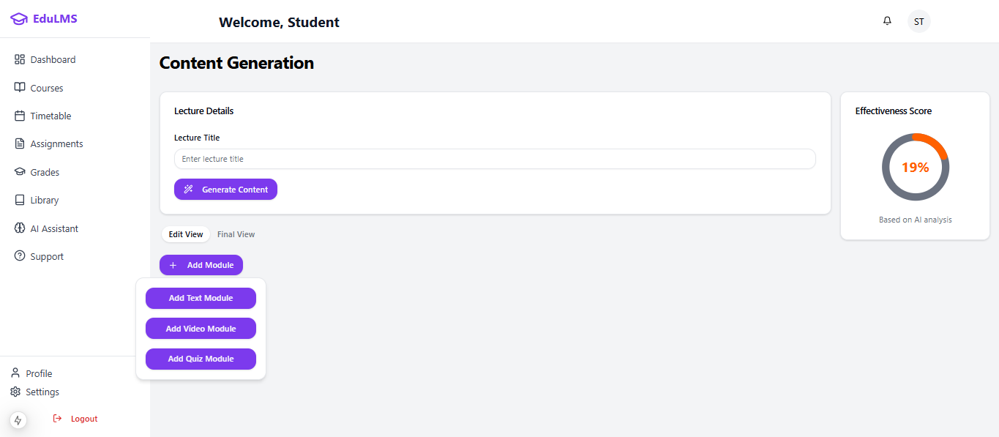 EduLMS
Welcome, Student
ST
Dashboard
Courses
Timetable
Assignments
Grades
Library
AI Assistant
Support
Profile
Settings
Logout
Content Generation
Lecture Details
Lecture Title
Enter lecture title
Generate Content
Effectiveness Score
19%
Based on AI analysis
Edit View
Final View
Add Module
Add Text Module
Add Video Module
Add Quiz Module